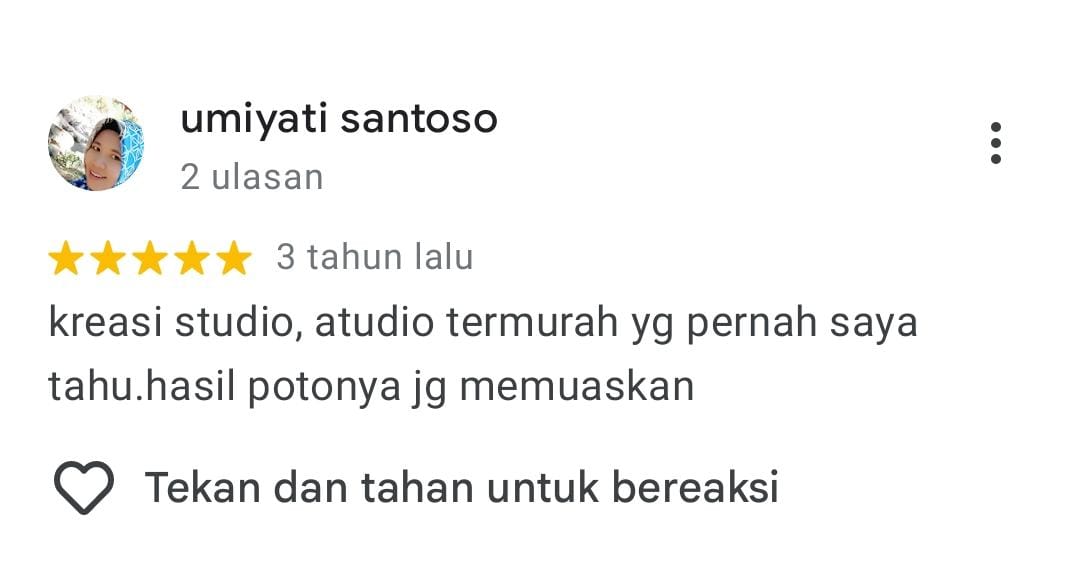 umiyati santoso
2 ulasan
3 tahun lalu
kreasi studio, atudio termurah yg pernah saya
tahu.hasil potonya jg memuaskan
Tekan dan tahan untuk bereaksi